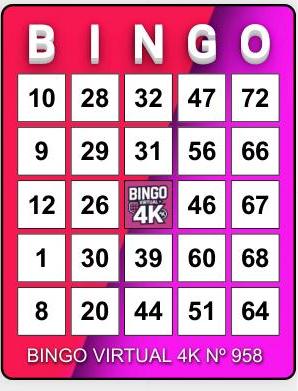 B I N G O
10 28 32 47 72
9 29 31 56 66
12 26 BINGO VIRTUAL 4K 46 67
1 30 39 60 68
8 20 44 51 64
BINGO VIRTUAL 4K Nº 958